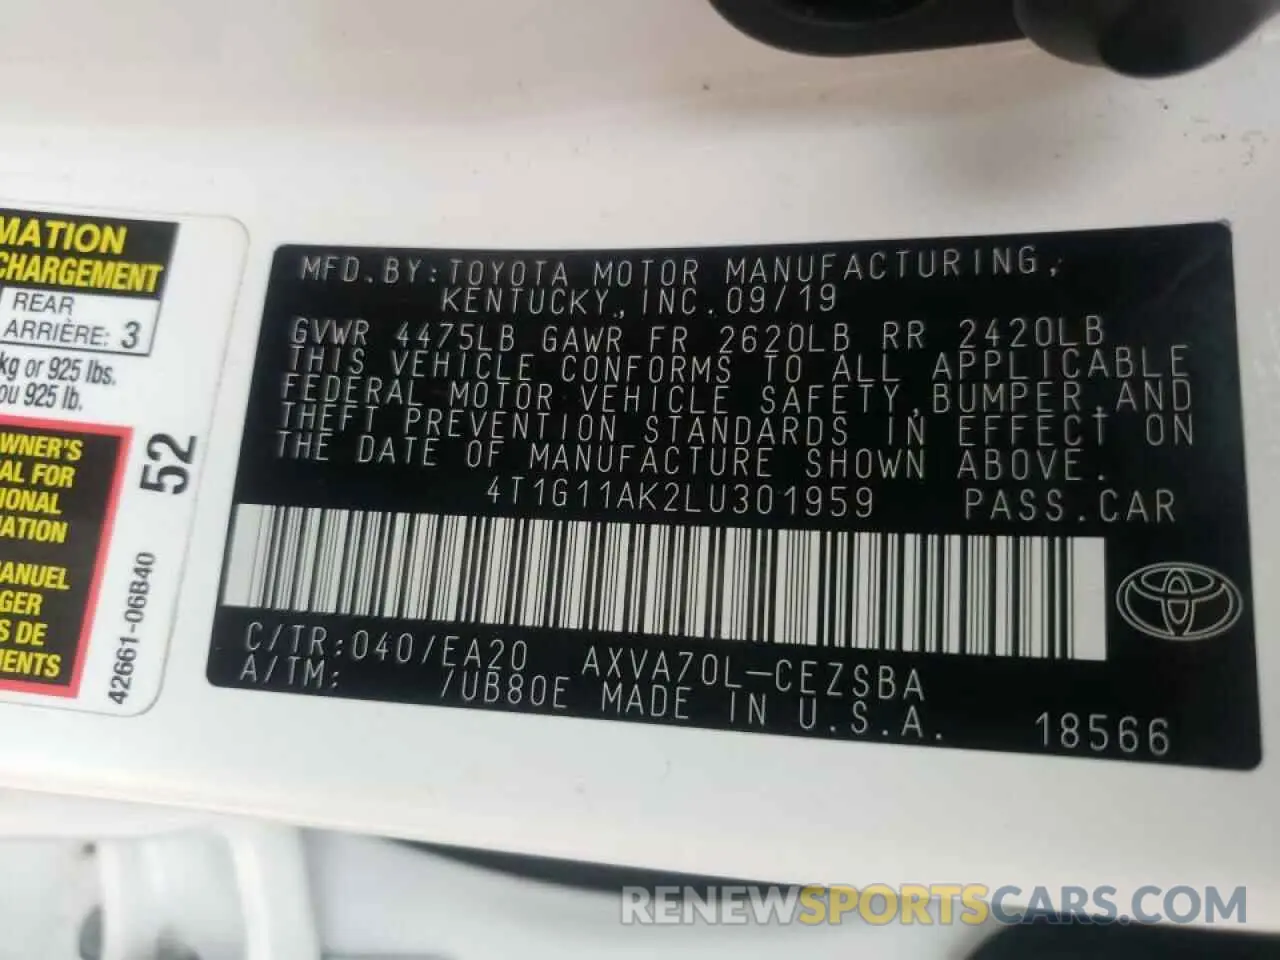 MATION
CHARGEMENT
REAR
ARRIÈRE: 3
kg or 925 lbs.
ou 925 lb.
WNER'S
AL FOR
IONAL
ATION
ANUEL
GER
S DE
MENTS
52
42661-06B40
MFD.BY:TOYOTA MOTOR MANUFACTURING,
KENTUCKY, INC. 09/19
GVWR 4475LB GAWR FR 2620LB RR 2420LB
THIS VEHICLE CONFORMS TO ALL APPLICABLE
FEDERAL MOTOR VEHICLE SAFETY, BUMPER, AND
THEFT PREVENTION STANDARDS IN EFFECT ON
THE DATE OF MANUFACTURE SHOWN ABOVE.
4T1G11AK2LU301959 PASS.CAR
C/TR:040/EA20 AXVA70L-CEZSBA
A/TM: /UB80E MADE IN U.S.A. 18566
RENEWSPORTSCARS.COM